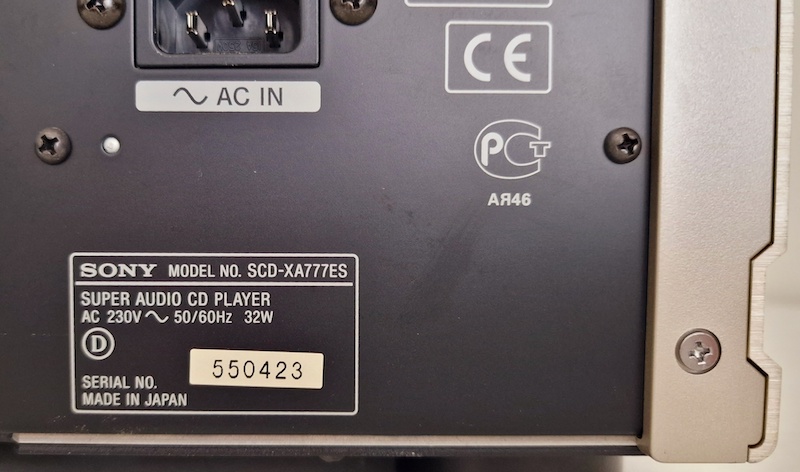 ∿ AC IN
CE
PCT
АЯ46
SONY MODEL NO. SCD-XA777ES
SUPER AUDIO CD PLAYER
AC 230V ∿ 50/60Hz 32W
D
550423
SERIAL NO.
MADE IN JAPAN